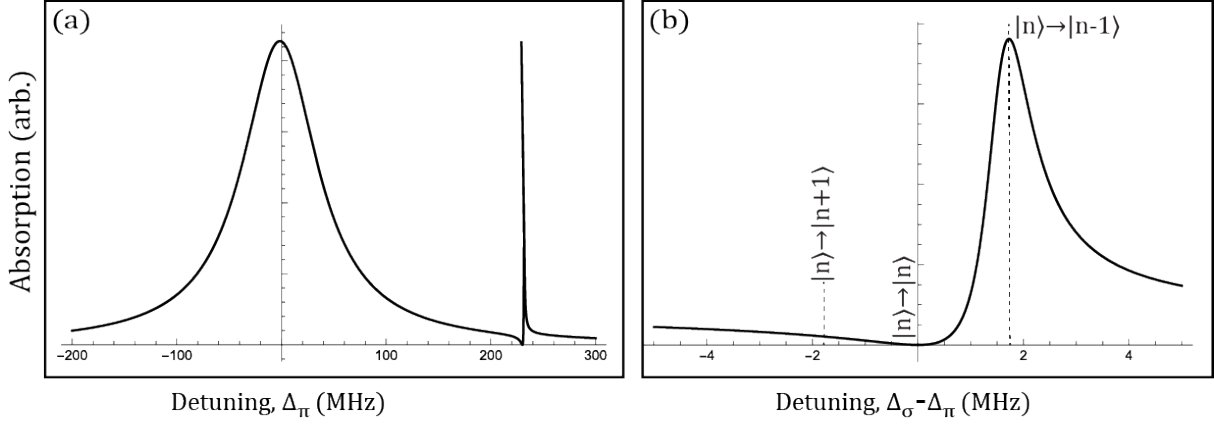 (a)
Absorption (arb.)
−200
−100
0
100
200
300
Detuning, Δπ (MHz)
(b)
|n⟩→|n-1⟩
|n⟩→|n+1⟩
|n⟩→|n⟩
−4
−2
0
2
4
Detuning, Δσ-Δπ (MHz)